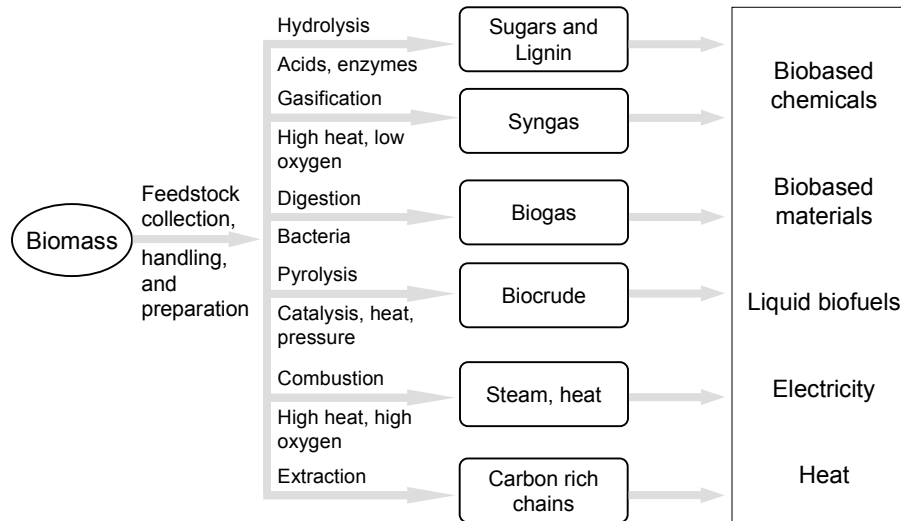 Biomass
Feedstock
collection,
handling,
and
preparation
Hydrolysis
Acids, enzymes
Sugars and
Lignin
Gasification
High heat, low
oxygen
Syngas
Digestion
Bacteria
Biogas
Pyrolysis
Catalysis, heat,
pressure
Biocrude
Combustion
High heat, high
oxygen
Steam, heat
Extraction
Carbon rich
chains
Biobased
chemicals
Biobased
materials
Liquid biofuels
Electricity
Heat